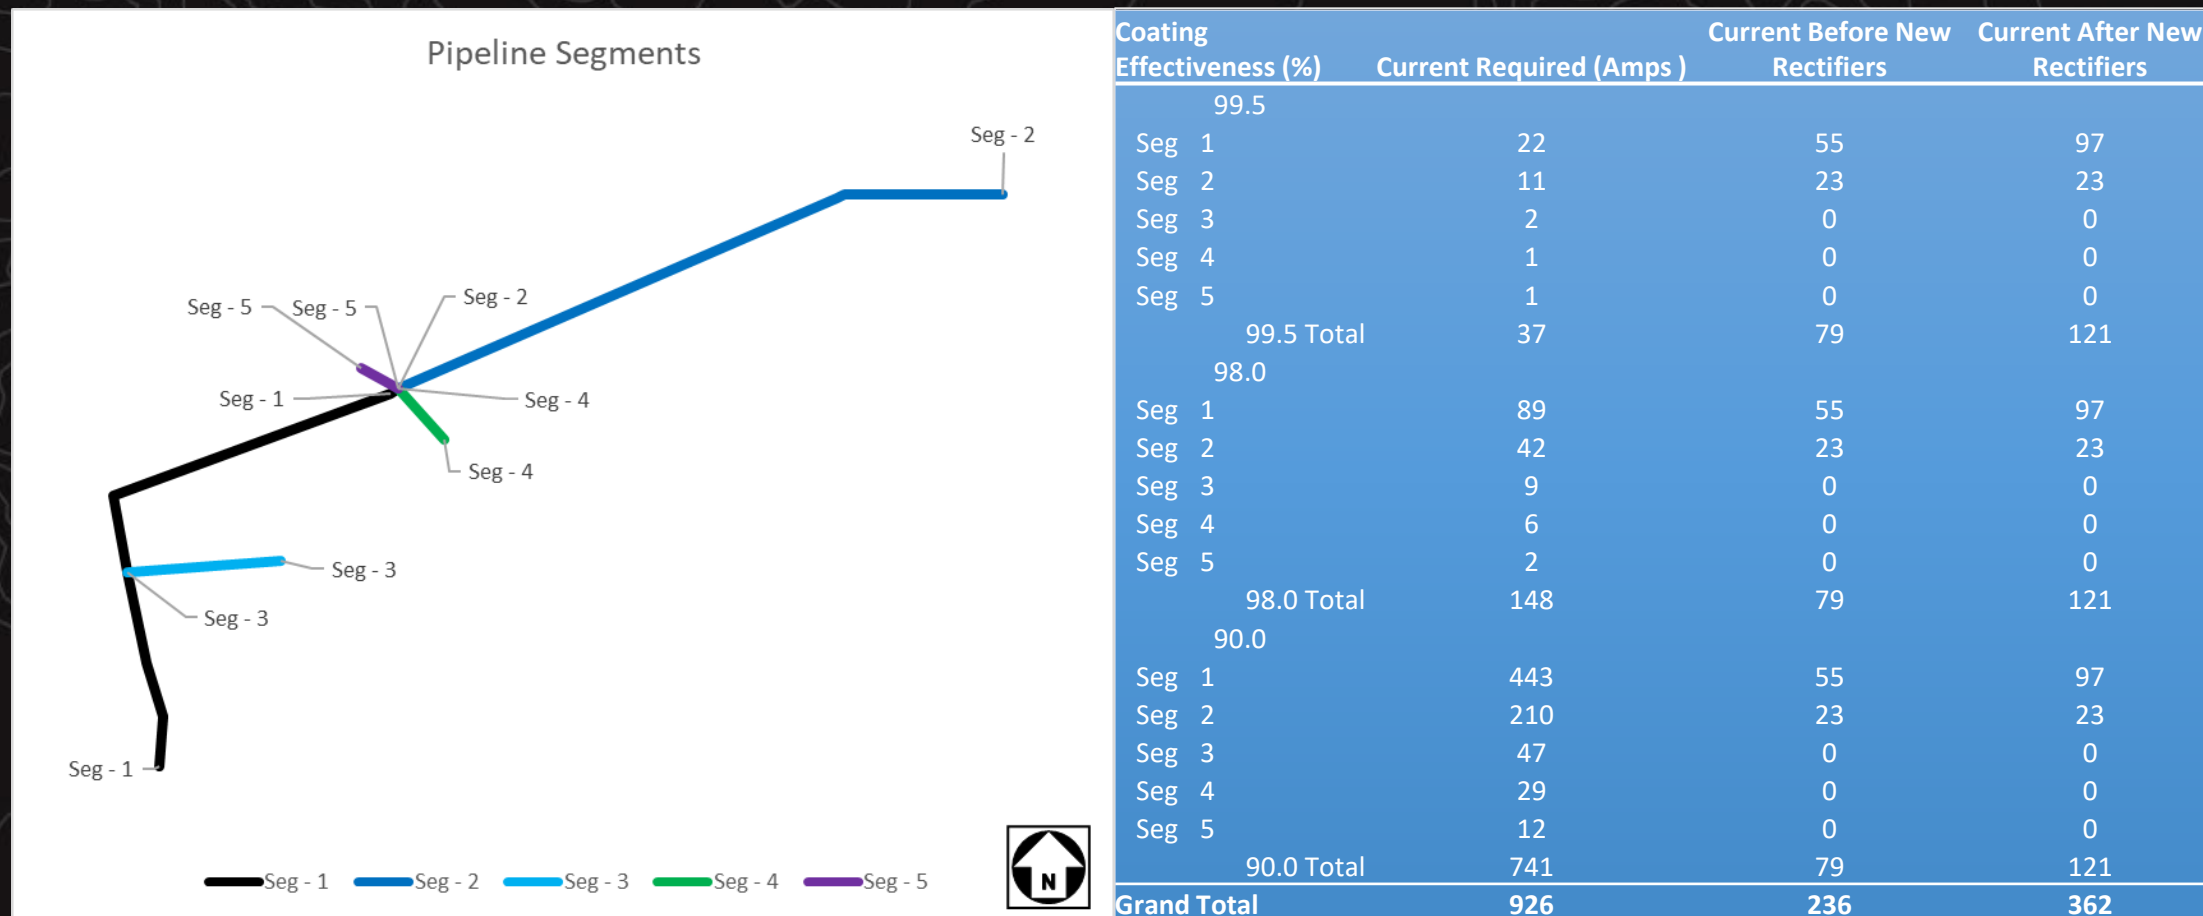 Pipeline Segments
Seg - 2
Seg - 5
Seg - 5
Seg - 2
Seg - 1
Seg - 4
Seg - 4
Seg - 3
Seg - 3
Seg - 1
Seg - 1 Seg - 2 Seg - 3 Seg - 4 Seg - 5
N
Coating Effectiveness (%) Current Required (Amps ) Current Before New Rectifiers Current After New Rectifiers
99.5
Seg 1 22 55 97
Seg 2 11 23 23
Seg 3 2 0 0
Seg 4 1 0 0
Seg 5 1 0 0
99.5 Total 37 79 121
98.0
Seg 1 89 55 97
Seg 2 42 23 23
Seg 3 9 0 0
Seg 4 6 0 0
Seg 5 2 0 0
98.0 Total 148 79 121
90.0
Seg 1 443 55 97
Seg 2 210 23 23
Seg 3 47 0 0
Seg 4 29 0 0
Seg 5 12 0 0
90.0 Total 741 79 121
Grand Total 926 236 362